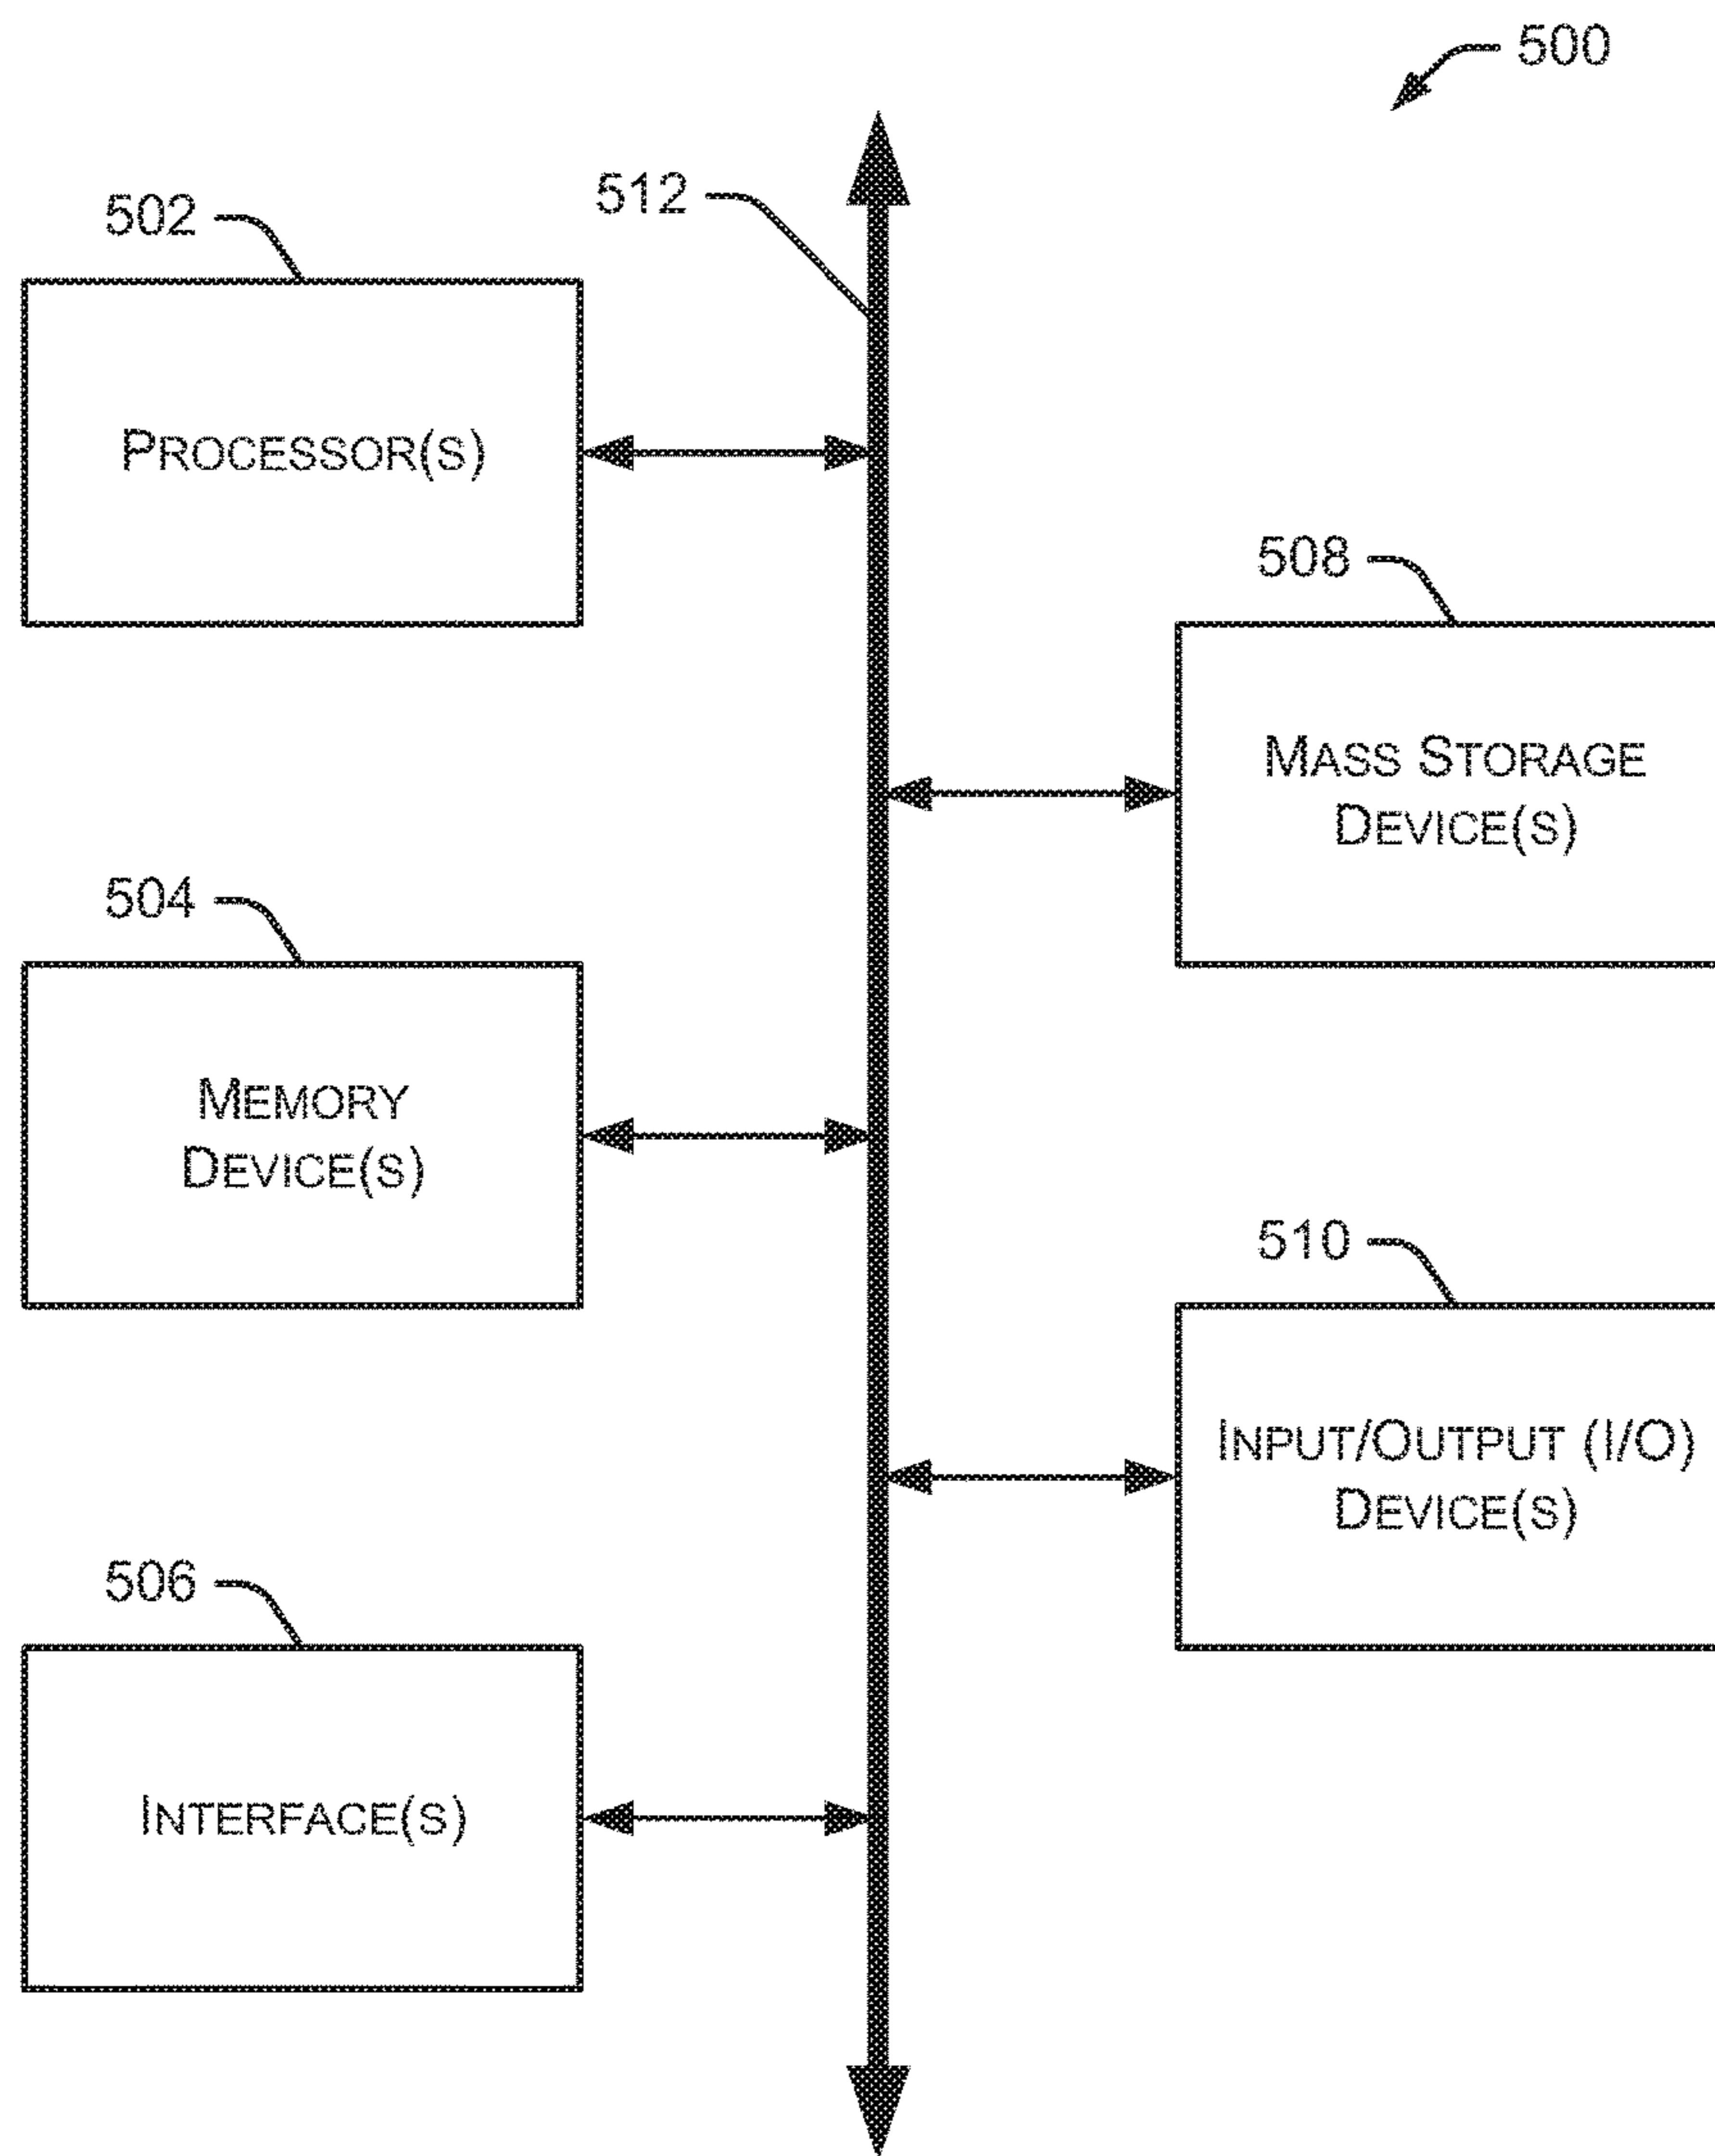 500
512
502
PROCESSOR(S)
508
MASS STORAGE
DEVICE(S)
504
MEMORY
DEVICE(S)
510
INPUT/OUTPUT (I/O)
DEVICE(S)
506
INTERFACE(S)